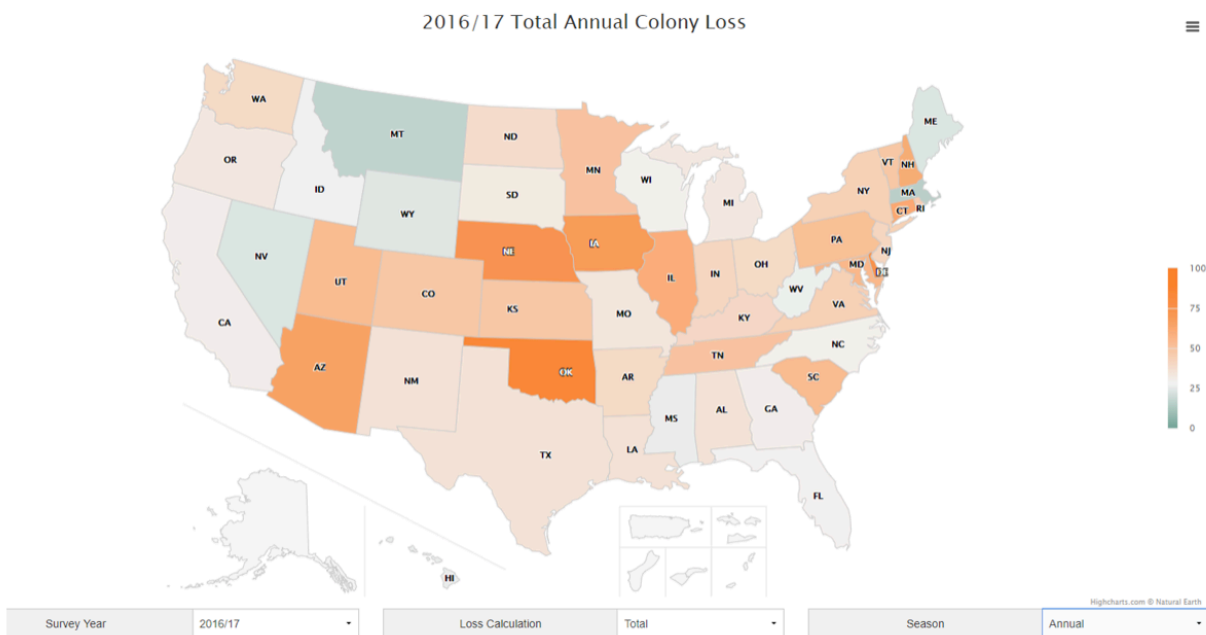 2016/17 Total Annual Colony Loss
WA
MT
ND
MN
ME
OR
ID
SD
WI
VT
NH
WY
MI
NY
MA
CT
RI
NV
NE
IA
PA
NJ
UT
CO
IL
IN
OH
MD
WV
CA
KS
MO
KY
VA
AZ
NM
OK
AR
TN
NC
SC
MS
AL
GA
TX
LA
FL
HI
100
75
50
25
0
Highcharts.com © Natural Earth
Survey Year
2016/17
Loss Calculation
Total
Season
Annual